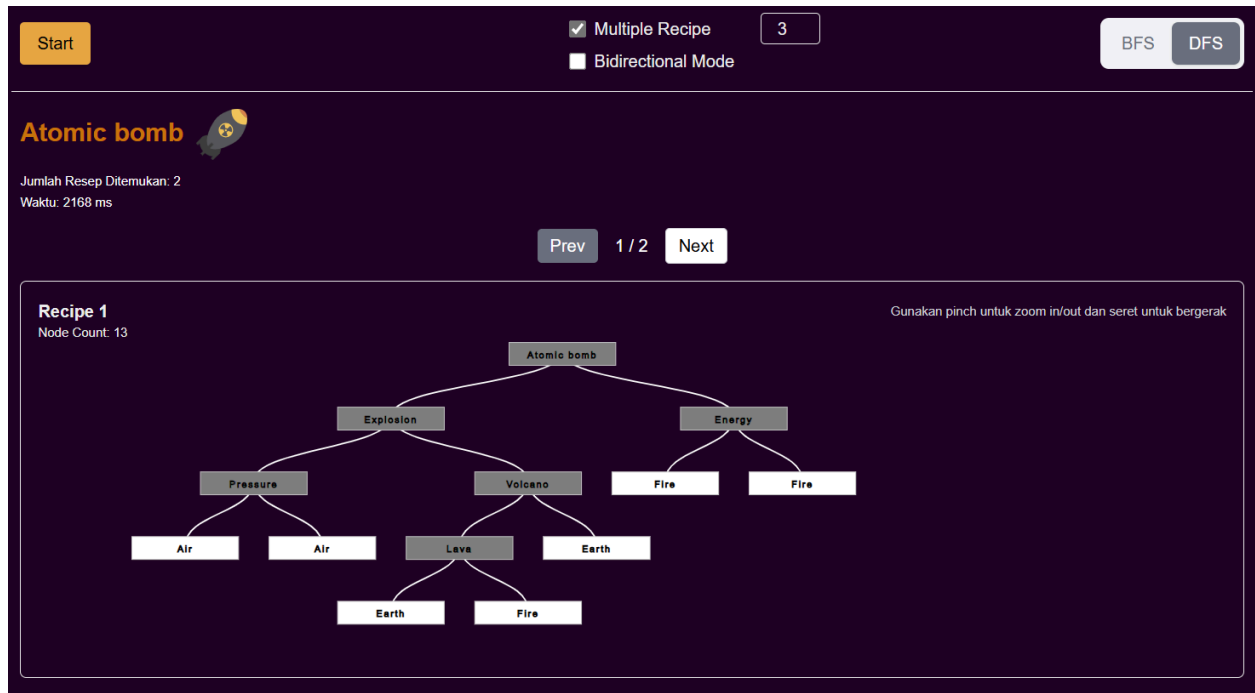 Start
Multiple Recipe
3
Bidirectional Mode
BFS
DFS
Atomic bomb
Jumlah Resep Ditemukan: 2
Waktu: 2168 ms
Prev
1 / 2
Next
Recipe 1
Node Count: 13
Gunakan pinch untuk zoom in/out dan seret untuk bergerak
Atomic bomb
Explosion
Energy
Pressure
Volcano
Fire
Fire
Air
Air
Lava
Earth
Earth
Fire